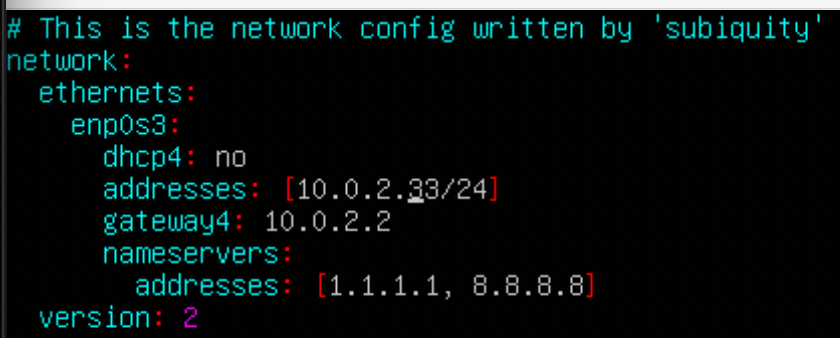 # This is the network config written by 'subiquity'
network:
  ethernets:
    enp0s3:
      dhcp4: no
      addresses: [10.0.2.33/24]
      gateway4: 10.0.2.2
      nameservers:
        addresses: [1.1.1.1, 8.8.8.8]
  version: 2